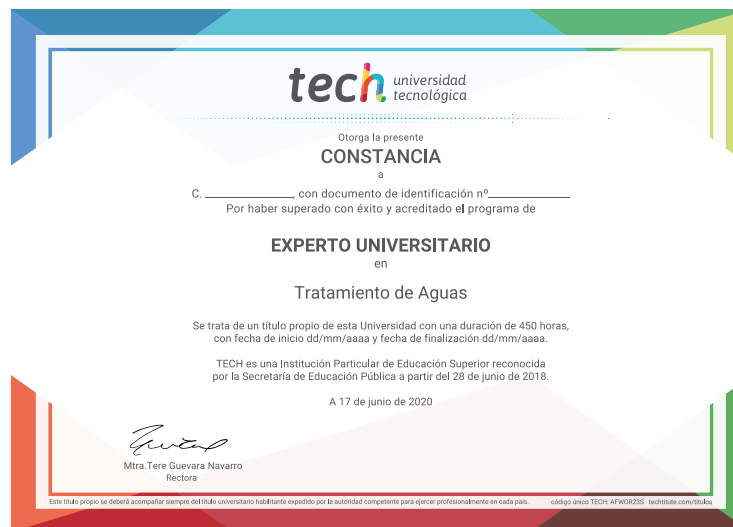 tech universidad
tecnológica
Otorga la presente
CONSTANCIA
a
C. ______________, con documento de identificación nº______________
Por haber superado con éxito y acreditado el programa de
EXPERTO UNIVERSITARIO
en
Tratamiento de Aguas
Se trata de un título propio de esta Universidad con una duración de 450 horas,
con fecha de inicio dd/mm/aaaa y fecha de finalización dd/mm/aaaa.
TECH es una Institución Particular de Educación Superior reconocida
por la Secretaría de Educación Pública a partir del 28 de junio de 2018.
A 17 de junio de 2020
Mtra.Tere Guevara Navarro
Rectora
Este título propio se deberá acompañar siempre del título universitario habilitante expedido por la autoridad competente para ejercer profesionalmente en cada país. código único TECH: AFWOR23S techtitute.com/titulos